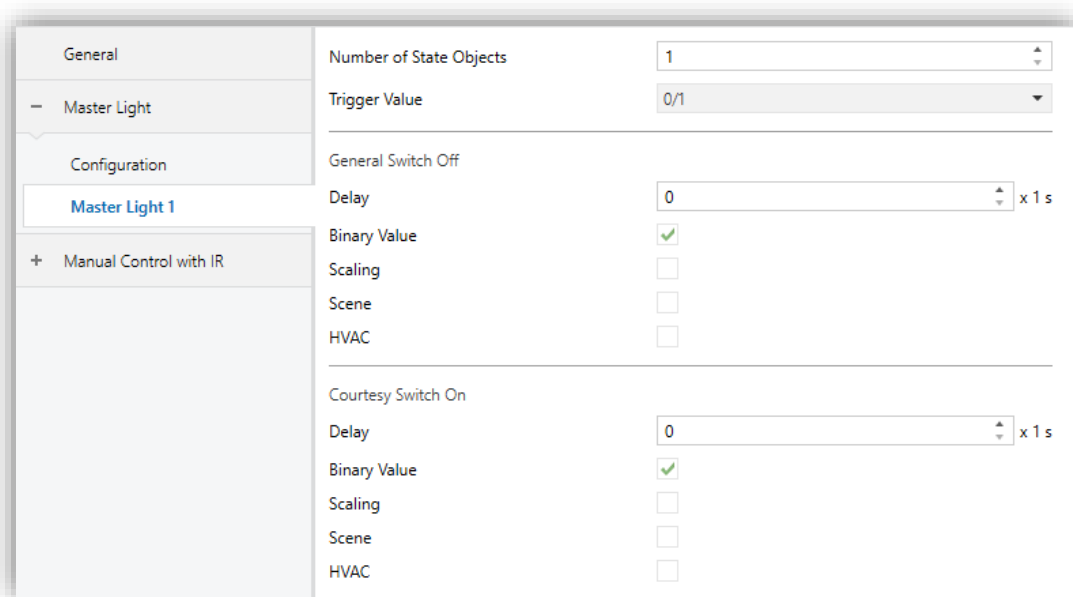 General
Master Light
Configuration
Master Light 1
Manual Control with IR
Number of State Objects 1
Trigger Value 0/1
General Switch Off
Delay 0 x 1 s
Binary Value
Scaling
Scene
HVAC
Courtesy Switch On
Delay 0 x 1 s
Binary Value
Scaling
Scene
HVAC